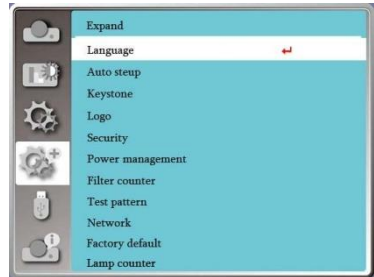 Expand
Language
Auto steup
Keystone
Logo
Security
Power management
Filter counter
Test pattern
Network
Factory default
Lamp counter